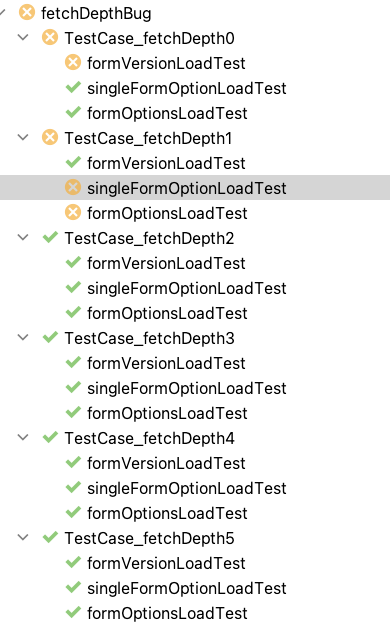 fetchDepthBug
TestCase_fetchDepth0
formVersionLoadTest
singleFormOptionLoadTest
formOptionsLoadTest
TestCase_fetchDepth1
formVersionLoadTest
singleFormOptionLoadTest
formOptionsLoadTest
TestCase_fetchDepth2
formVersionLoadTest
singleFormOptionLoadTest
formOptionsLoadTest
TestCase_fetchDepth3
formVersionLoadTest
singleFormOptionLoadTest
formOptionsLoadTest
TestCase_fetchDepth4
formVersionLoadTest
singleFormOptionLoadTest
formOptionsLoadTest
TestCase_fetchDepth5
formVersionLoadTest
singleFormOptionLoadTest
formOptionsLoadTest